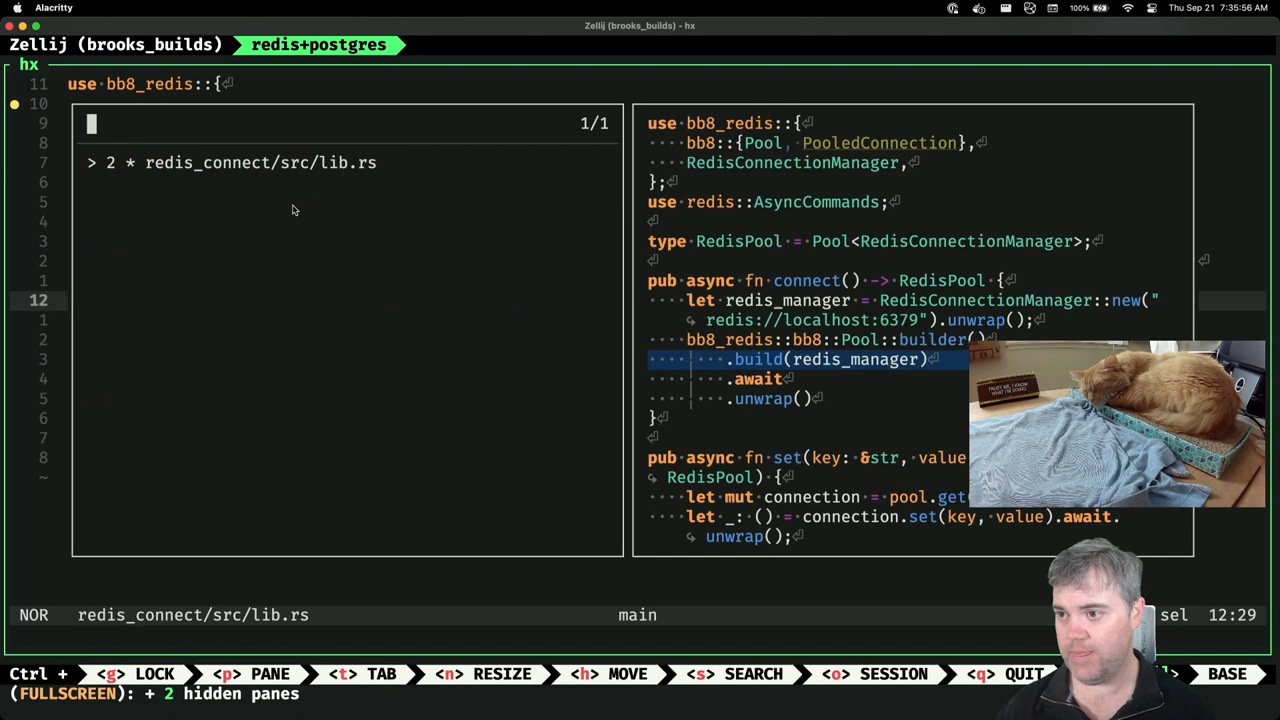 Alacritty
100%
Thu Sep 21 7:35:56 AM
Zellij (brooks_builds) - hx
Zellij (brooks_builds) redis+postgres
hx
11 use bb8_redis::{⏎
10
9
8
7
6
5
4
3
2
1
12
1
2
3
4
5
6
7
8
~
1/1
> 2 * redis_connect/src/lib.rs
use·bb8_redis::{⏎
····bb8::{Pool,·PooledConnection},⏎
····RedisConnectionManager,⏎
};⏎
use·redis::AsyncCommands;⏎
⏎
type·RedisPool·=·Pool<RedisConnectionManager>;⏎
⏎
pub·async·fn·connect()·->·RedisPool·{⏎
····let·redis_manager·=·RedisConnectionManager::new("
↪ redis://localhost:6379").unwrap();⏎
····bb8_redis::bb8::Pool::builder()⏎
····│···.build(redis_manager)⏎
····│···.await⏎
····│···.unwrap()⏎
}⏎
⏎
pub·async·fn·set(key:·&str,·value
↪ RedisPool)·{⏎
····let·mut·connection·=·pool.get(
····let·_:·()·=·connection.set(key,·value).await.
↪ unwrap();⏎
⏎
TRUST ME, I KNOW
WHAT I'M DOING
NOR redis_connect/src/lib.rs main sel 12:29
Ctrl + <g> LOCK <p> PANE <t> TAB <n> RESIZE <h> MOVE <s> SEARCH <o> SESSION <q> QUIT BASE
(FULLSCREEN): + 2 hidden panes